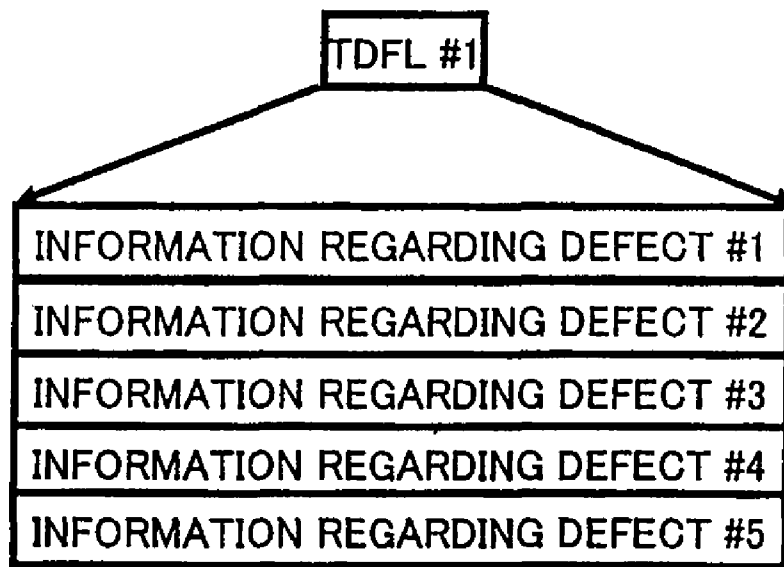 TDFL #1
INFORMATION REGARDING DEFECT #1
INFORMATION REGARDING DEFECT #2
INFORMATION REGARDING DEFECT #3
INFORMATION REGARDING DEFECT #4
INFORMATION REGARDING DEFECT #5